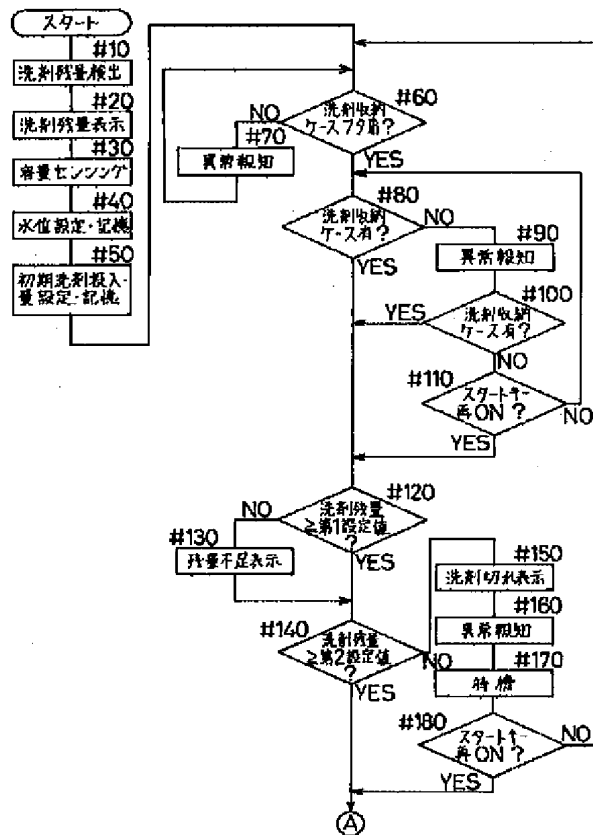 スタート
#10
洗剤残量検出
#20
洗剤残量表示
#30
容量センシング
#40
水位設定・記憶
#50
初期洗剤投入
量設定・記憶
#60
洗剤収納
ケースフタ有?
NO
YES
#70
異常報知
#80
洗剤収納
ケース有?
NO
YES
#90
異常報知
#100
洗剤収納
ケース有?
YES
NO
#110
スタートキー
再ON?
NO
YES
#120
洗剤残量
≧第1設定値
?
NO
YES
#130
残量不足表示
#140
洗剤残量
≧第2設定値
?
NO
YES
#150
洗剤切れ表示
#160
異常報知
#170
待機
#180
スタートキー
再ON?
NO
YES
A